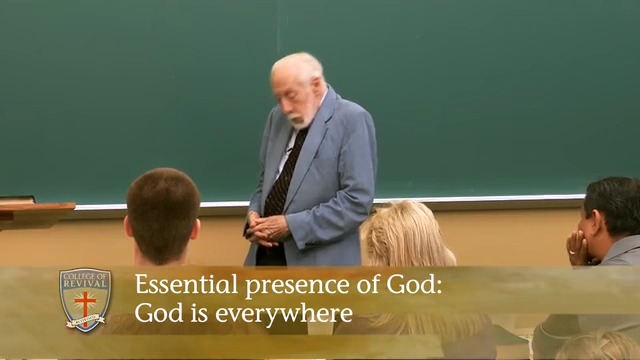 COLLEGE OF
REVIVAL
Essential presence of God:
God is everywhere